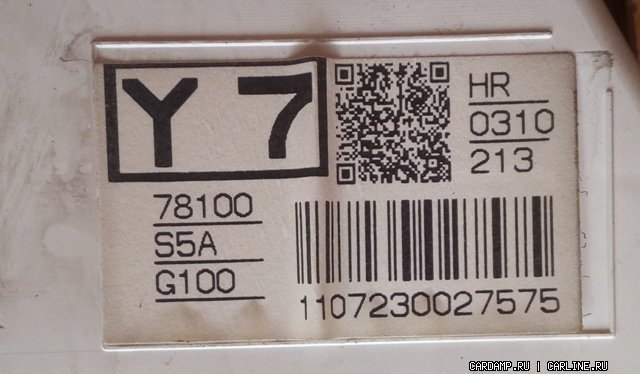 Y 7
HR
0310
213
78100
S5A
G100
1107230027575
CARDAMP.RU | CARLINE.RU